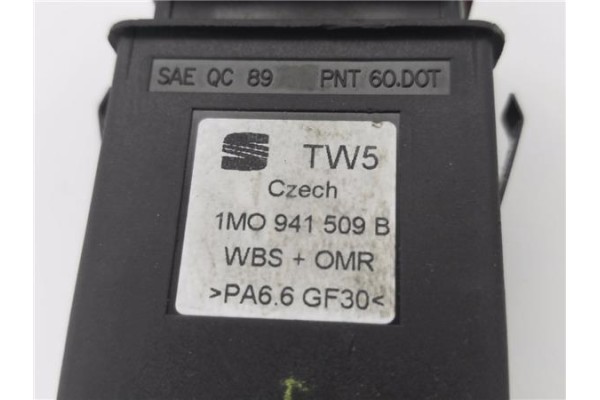 SAE QC 89 PNT 60.DOT
TW5
Czech
1MO 941 509 B
WBS + OMR
>PA6.6 GF30<